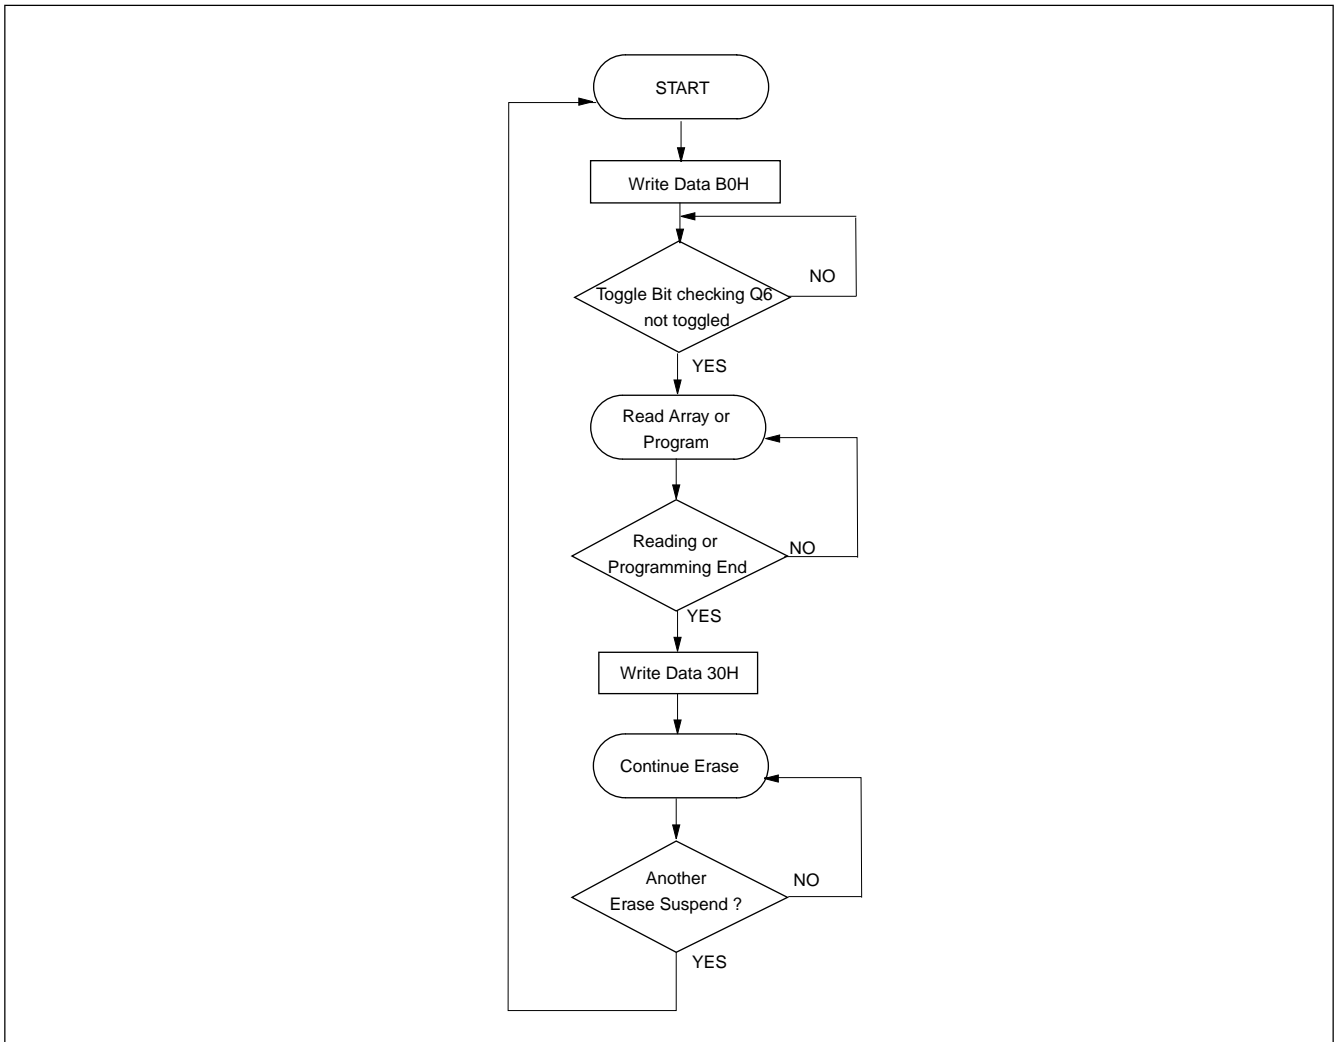 START
Write Data B0H
NO
Toggle Bit checking Q6
not toggled
YES
Read Array or
Program
Reading or
NO
Programming End
YES
Write Data 30H
Continue Erase
Another
NO
Erase Suspend ?
YES